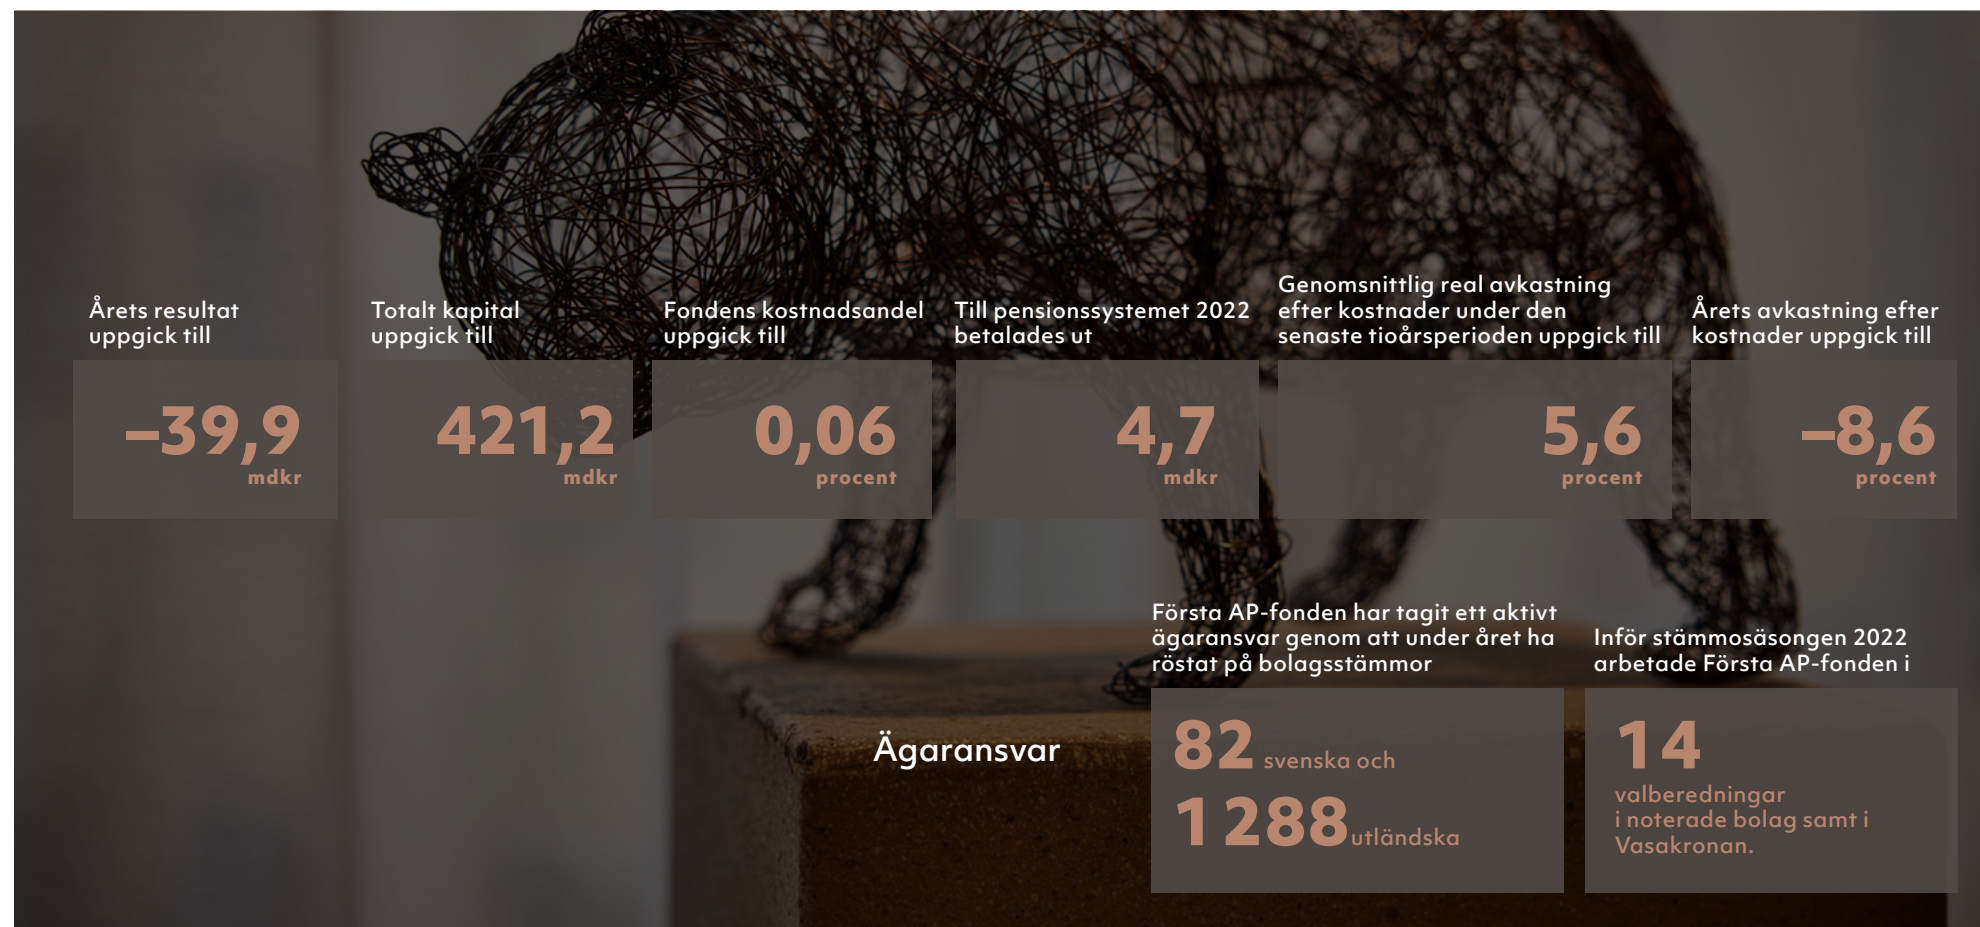 Årets resultat
uppgick till
–39,9
mdkr
Totalt kapital
uppgick till
421,2
mdkr
Fondens kostnadsandel
uppgick till
0,06
procent
Till pensionssystemet 2022
betalades ut
4,7
mdkr
Genomsnittlig real avkastning
efter kostnader under den
senaste tioårsperioden uppgick till
5,6
procent
Årets avkastning efter
kostnader uppgick till
–8,6
procent
Ägaransvar
Första AP-fonden har tagit ett aktivt
ägaransvar genom att under året ha
röstat på bolagsstämmor
82 svenska och
1 288 utländska
Inför stämmosäsongen 2022
arbetade Första AP-fonden i
14
valberedningar
i noterade bolag samt i
Vasakronan.